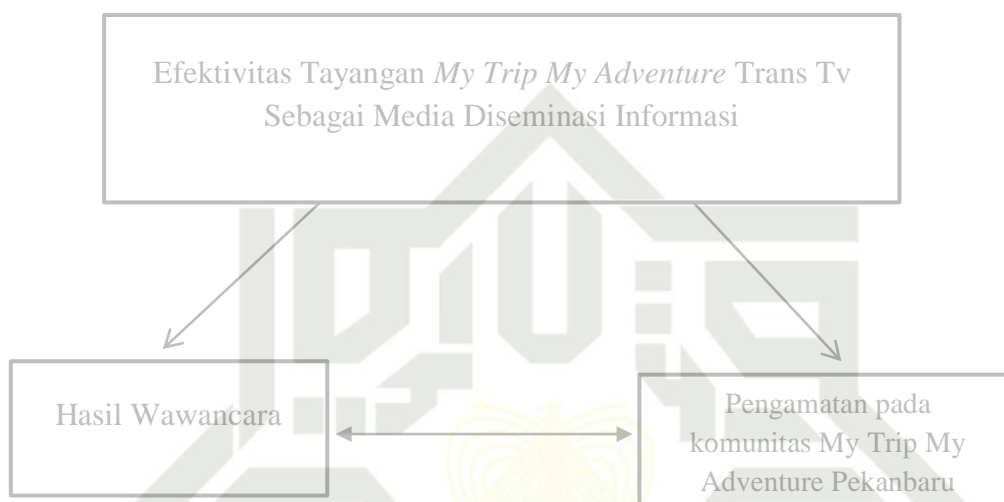 Efektivitas Tayangan My Trip My Adventure Trans Tv
Sebagai Media Diseminasi Informasi
Hasil Wawancara
Pengamatan pada
komunitas My Trip My
Adventure Pekanbaru